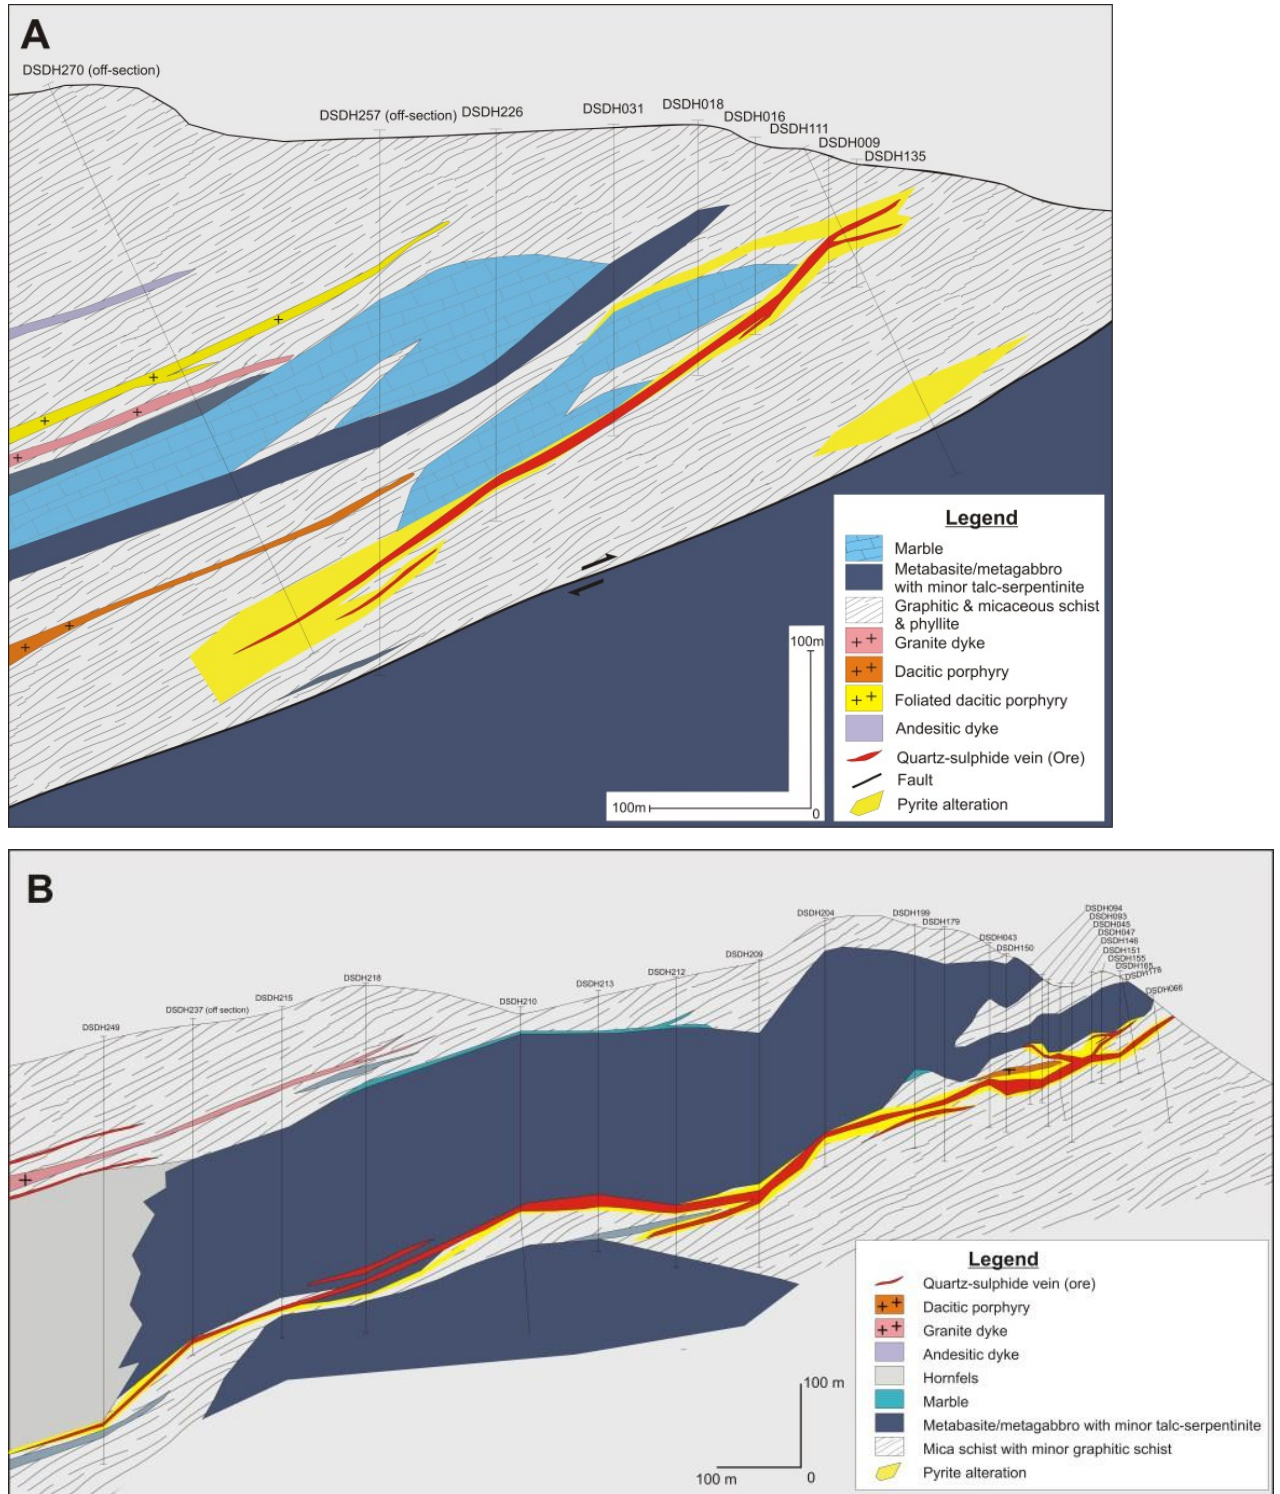 A
DSDH270 (off-section)
DSDH257 (off-section)
DSDH226
DSDH031
DSDH018
DSDH016
DSDH111
DSDH009
DSDH135
Legend
Marble
Metabasite/metagabbro
with minor talc-serpentinite
Graphitic & micaceous schist
& phyllite
Granite dyke
Dacitic porphyry
Foliated dacitic porphyry
Andesitic dyke
Quartz-sulphide vein (Ore)
Fault
Pyrite alteration
100m
100m
0
B
DSDH249
DSDH237 (off section)
DSDH215
DSDH218
DSDH210
DSDH213
DSDH212
DSDH209
DSDH204
DSDH199
DSDH179
DSDH043
DSDH150
DSDH094
DSDH093
DSDH045
DSDH047
DSDH146
DSDH151
DSDH155
DSDH165
DSDH178
DSDH066
Legend
Quartz-sulphide vein (ore)
Dacitic porphyry
Granite dyke
Andesitic dyke
Hornfels
Marble
Metabasite/metagabbro with minor talc-serpentinite
Mica schist with minor graphitic schist
Pyrite alteration
100 m
100 m
0